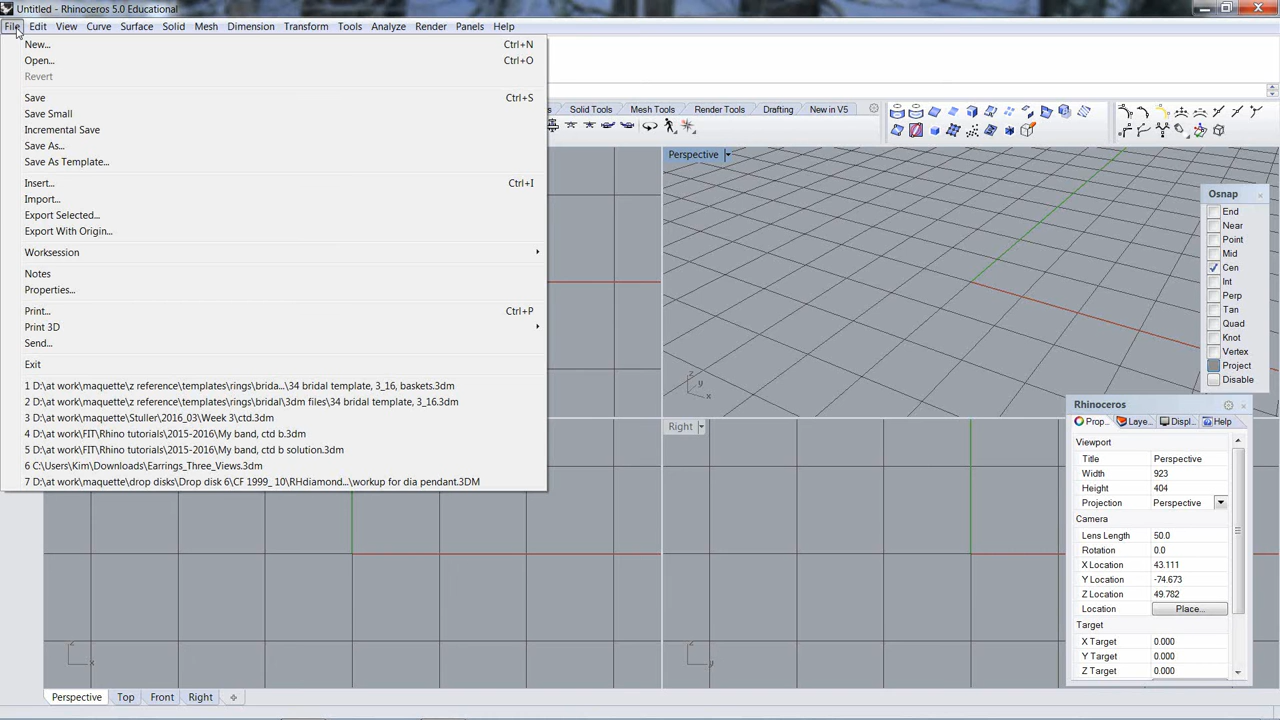 Untitled - Rhinoceros 5.0 Educational
File Edit View Curve Surface Solid Mesh Dimension Transform Tools Analyze Render Panels Help
New... Ctrl+N
Open... Ctrl+O
Revert
Save Ctrl+S
Save Small
Incremental Save
Save As...
Save As Template...
Insert... Ctrl+I
Import...
Export Selected...
Export With Origin...
Worksession
Notes
Properties...
Print... Ctrl+P
Print 3D
Send...
Exit
1 D:\at work\maquette\z reference\templates\rings\brida...\34 bridal template, 3_16, baskets.3dm
2 D:\at work\maquette\z reference\templates\rings\bridal\3dm files\34 bridal template, 3_16.3dm
3 D:\at work\maquette\Stuller\2016_03\Week 3\ctd.3dm
4 D:\at work\FIT\Rhino tutorials\2015-2016\My band, ctd b.3dm
5 D:\at work\FIT\Rhino tutorials\2015-2016\My band, ctd b solution.3dm
6 C:\Users\Kim\Downloads\Earrings_Three_Views.3dm
7 D:\at work\maquette\drop disks\Drop disk 6\CF 1999_ 10\RHdiamond...\workup for dia pendant.3DM
Solid Tools Mesh Tools Render Tools Drafting New in V5
Perspective
z
y
x
Osnap
End
Near
Point
Mid
Cen
Int
Perp
Tan
Quad
Knot
Vertex
Project
Disable
Right
Rhinoceros
Prop... Laye... Displ... Help
Viewport
Title Perspective
Width 923
Height 404
Projection Perspective
Camera
Lens Length 50.0
Rotation 0.0
X Location 43.111
Y Location -74.673
Z Location 49.782
Location Place...
Target
X Target 0.000
Y Target 0.000
Z Target 0.000
z
x
z
y
Perspective Top Front Right